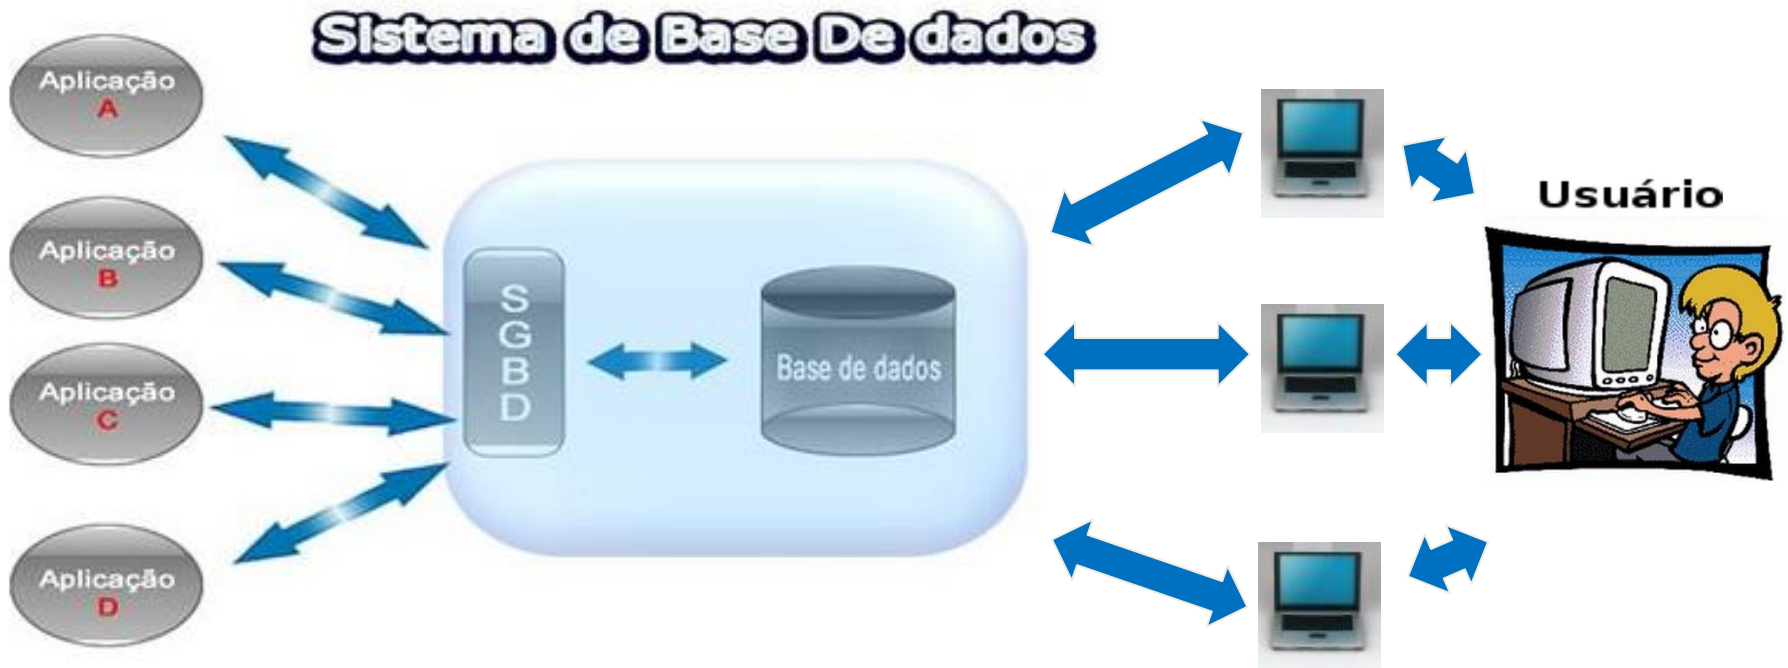 Sistema de Base De dados
Aplicação
A
Aplicação
B
Aplicação
C
Aplicação
D
S
G
B
D
Base de dados
Usuário